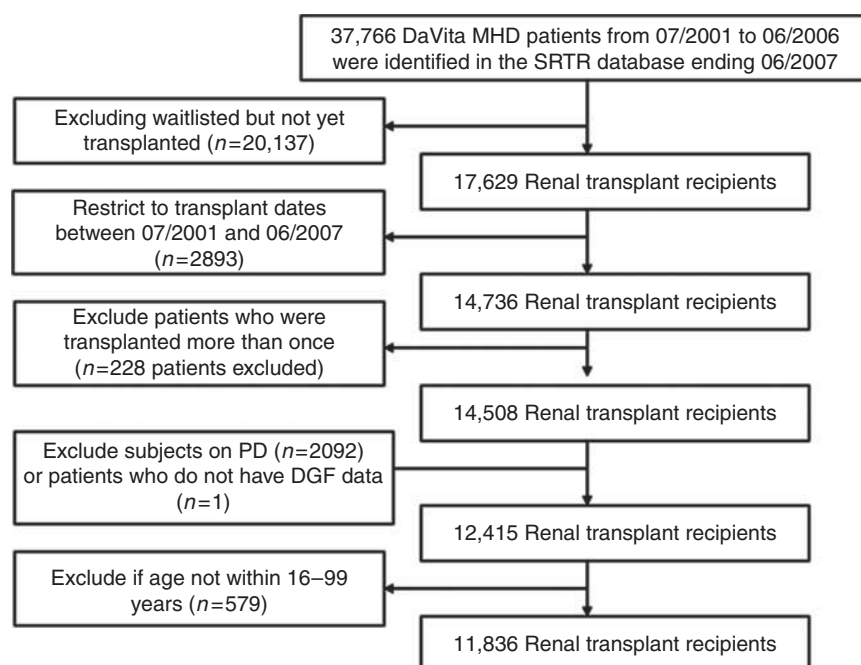 37,766 DaVita MHD patients from 07/2001 to 06/2006
were identified in the SRTR database ending 06/2007
Excluding waitlisted but not yet
transplanted (n=20,137)
17,629 Renal transplant recipients
Restrict to transplant dates
between 07/2001 and 06/2007
(n=2893)
14,736 Renal transplant recipients
Exclude patients who were
transplanted more than once
(n=228 patients excluded)
14,508 Renal transplant recipients
Exclude subjects on PD (n=2092)
or patients who do not have DGF data
(n=1)
12,415 Renal transplant recipients
Exclude if age not within 16–99
years (n=579)
11,836 Renal transplant recipients